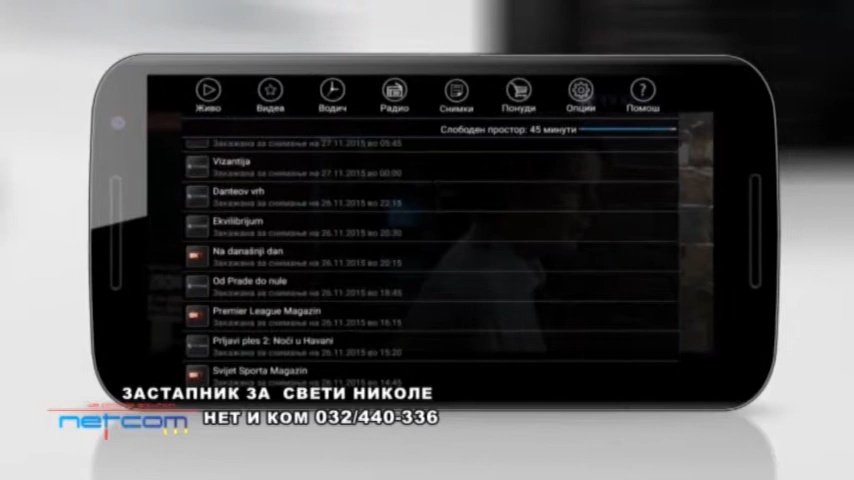 Живо Видеа Водич Радио Снимки Понуди Опции Помош
Слободен простор: 45 минути
Закажана за снимање на 27.11.2015 во 05:45
Vizantija
Закажана за снимање на 27.11.2015 во 00:00
Danteov vrh
Закажана за снимање на 26.11.2015 во 22:15
Ekvilibrijum
Закажана за снимање на 26.11.2015 во 20:30
Na današnji dan
Закажана за снимање на 26.11.2015 во 20:15
Od Prade do nule
Закажана за снимање на 26.11.2015 во 18:45
Premier League Magazin
Закажана за снимање на 26.11.2015 во 16:15
Prljavi ples 2: Noći u Havani
Закажана за снимање на 26.11.2015 во 15:20
Svijet Sporta Magazin
Закажана за снимање на 26.11.2015 во 14:45
ЗАСТАПНИК ЗА СВЕТИ НИКОЛЕ
netcom
НЕТ И КОМ 032/440-336